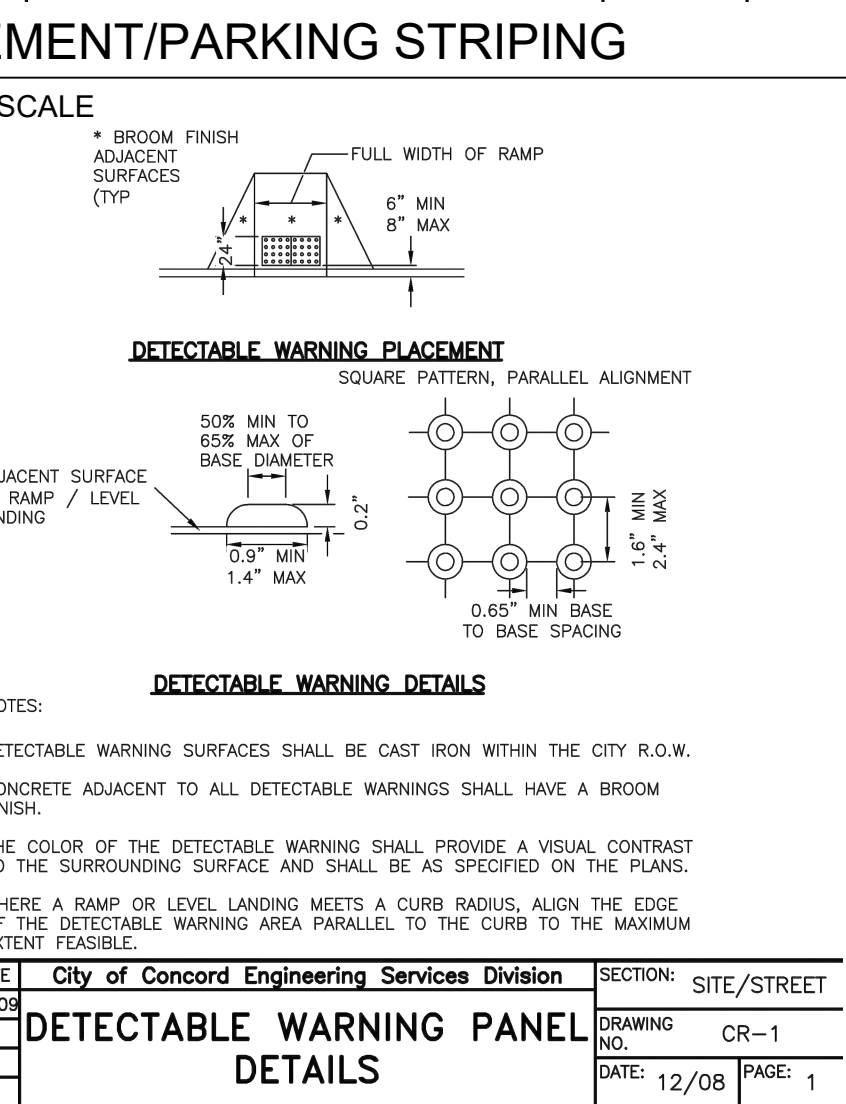 EMENT/PARKING STRIPING
SCALE
* BROOM FINISH
ADJACENT
SURFACES
(TYP
FULL WIDTH OF RAMP
6" MIN
8" MAX
* * *
24"
DETECTABLE WARNING PLACEMENT
SQUARE PATTERN, PARALLEL ALIGNMENT
50% MIN TO
65% MAX OF
BASE DIAMETER
JACENT SURFACE
RAMP / LEVEL
NDING
0.2"
0.9" MIN
1.4" MAX
1.6" MIN
2.4" MAX
0.65" MIN BASE
TO BASE SPACING
DETECTABLE WARNING DETAILS
OTES:
ETECTABLE WARNING SURFACES SHALL BE CAST IRON WITHIN THE CITY R.O.W.
ONCRETE ADJACENT TO ALL DETECTABLE WARNINGS SHALL HAVE A BROOM
NISH.
HE COLOR OF THE DETECTABLE WARNING SHALL PROVIDE A VISUAL CONTRAST
O THE SURROUNDING SURFACE AND SHALL BE AS SPECIFIED ON THE PLANS.
HERE A RAMP OR LEVEL LANDING MEETS A CURB RADIUS, ALIGN THE EDGE
F THE DETECTABLE WARNING AREA PARALLEL TO THE CURB TO THE MAXIMUM
XTENT FEASIBLE.
E
09
City of Concord Engineering Services Division
DETECTABLE WARNING PANEL
DETAILS
SECTION: SITE/STREET
DRAWING
NO. CR-1
DATE: 12/08 PAGE: 1